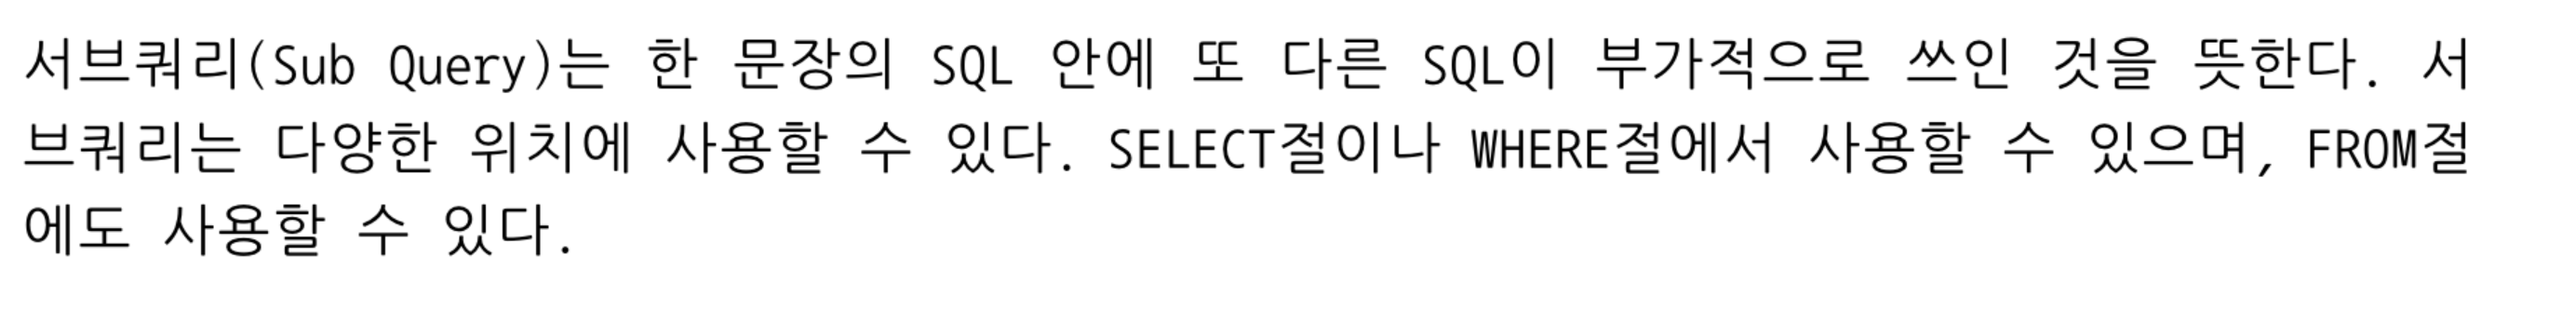 서브쿼리(Sub Query)는 한 문장의 SQL 안에 또 다른 SQL이 부가적으로 쓰인 것을 뜻한다. 서
브쿼리는 다양한 위치에 사용할 수 있다. SELECT절이나 WHERE절에서 사용할 수 있으며, FROM절
에도 사용할 수 있다.